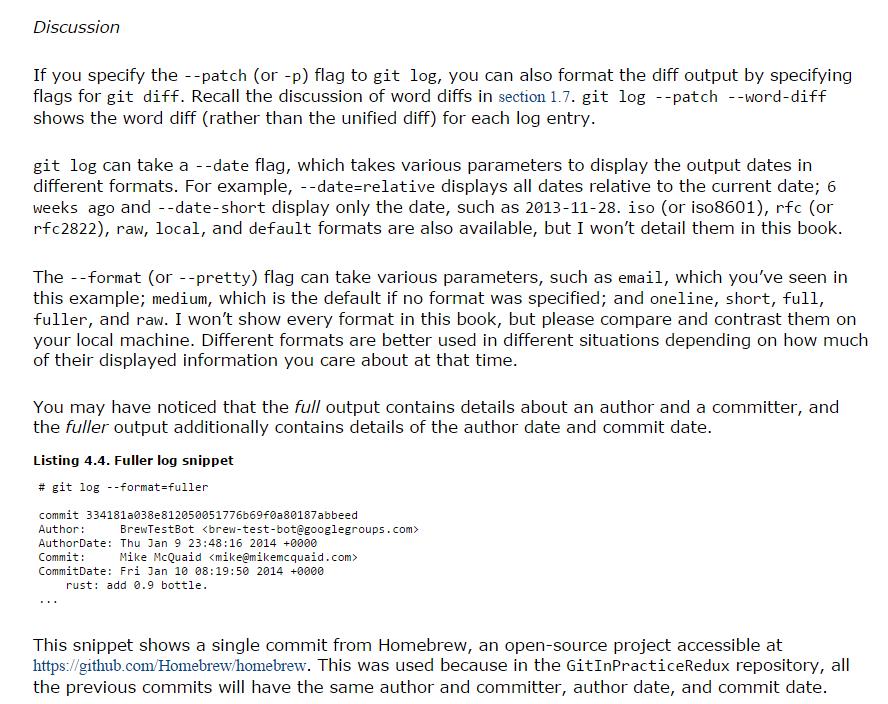 Discussion
If you specify the --patch (or -p) flag to git log, you can also format the diff output by specifying
flags for git diff. Recall the discussion of word diffs in section 1.7. git log --patch --word-diff
shows the word diff (rather than the unified diff) for each log entry.
git log can take a --date flag, which takes various parameters to display the output dates in
different formats. For example, --date=relative displays all dates relative to the current date; 6
weeks ago and --date-short display only the date, such as 2013-11-28. iso (or iso8601), rfc (or
rfc2822), raw, local, and default formats are also available, but I won't detail them in this book.
The --format (or --pretty) flag can take various parameters, such as email, which you've seen in
this example; medium, which is the default if no format was specified; and oneline, short, full,
fuller, and raw. I won't show every format in this book, but please compare and contrast them on
your local machine. Different formats are better used in different situations depending on how much
of their displayed information you care about at that time.
You may have noticed that the full output contains details about an author and a committer, and
the fuller output additionally contains details of the author date and commit date.
Listing 4.4. Fuller log snippet
# git log --format=fuller
commit 334181a038e812050051776b69f0a80187abbeed
Author: BrewTestBot <brew-test-bot@googlegroups.com>
AuthorDate: Thu Jan 9 23:48:16 2014 +0000
Commit: Mike McQuaid <mike@mikemcquaid.com>
CommitDate: Fri Jan 10 08:19:50 2014 +0000
rust: add 0.9 bottle.
...
This snippet shows a single commit from Homebrew, an open-source project accessible at
https://github.com/Homebrew/homebrew. This was used because in the GitInPracticeRedux repository, all
the previous commits will have the same author and committer, author date, and commit date.